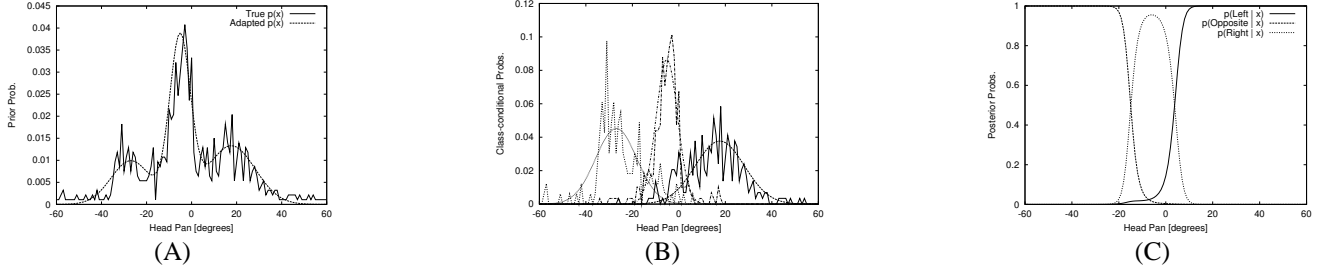 True p(x)
Adapted p(x)
0.045
0.04
0.035
0.03
0.025
0.02
0.015
0.01
0.005
0
Prior Prob.
-60 -40 -20 0 20 40 60
Head Pan [degrees]
(A)
0.12
0.1
0.08
0.06
0.04
0.02
0
Class-conditional Probs.
-60 -40 -20 0 20 40 60
Head Pan [degrees]
(B)
p(Left | x)
p(Opposite | x)
p(Right | x)
1
0.8
0.6
0.4
0.2
0
Posterior Probs.
-60 -40 -20 0 20 40 60
Head Pan [degrees]
(C)